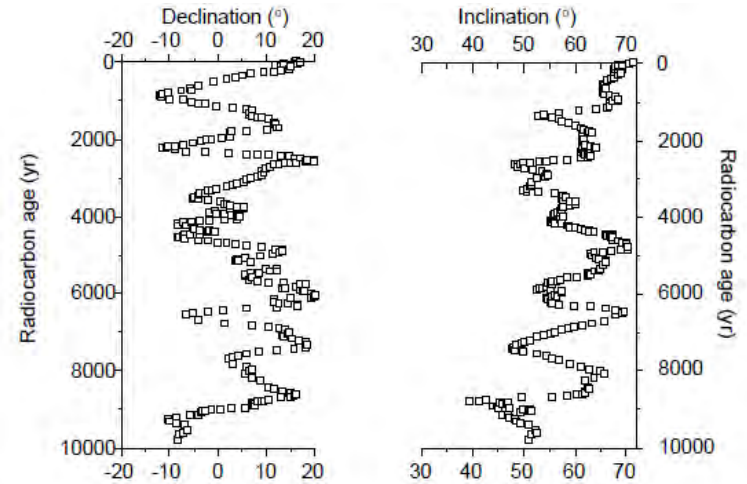 Declination (°) Inclination (°)
-20 -10 0 10 20 30 40 50 60 70
0 0
2000 2000
4000 4000
6000 6000
8000 8000
10000 10000
-20 -10 0 10 20 30 40 50 60 70
Radiocarbon age (yr)
Radiocarbon age (yr)